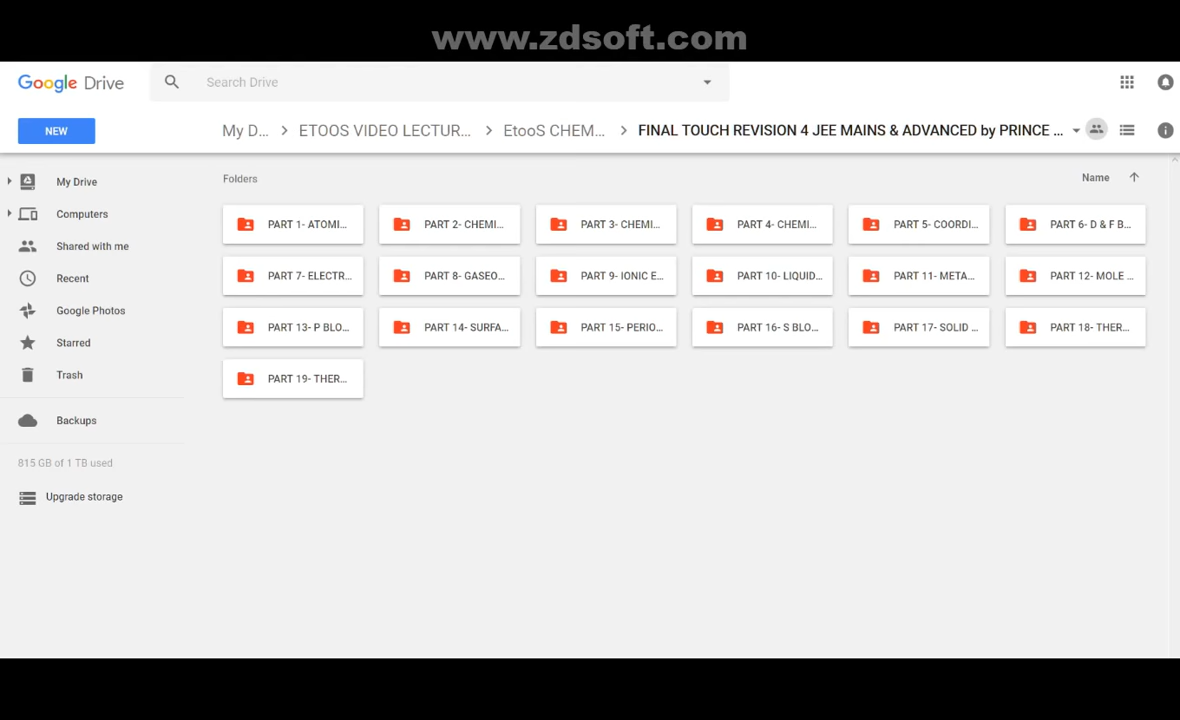 www.zdsoft.com
Google Drive
Search Drive
NEW
My D... > ETOOS VIDEO LECTUR... > EtooS CHEM... > FINAL TOUCH REVISION 4 JEE MAINS & ADVANCED by PRINCE ...
My Drive
Computers
Shared with me
Recent
Google Photos
Starred
Trash
Backups
815 GB of 1 TB used
Upgrade storage
Folders
Name
PART 1- ATOMI... PART 2- CHEMI... PART 3- CHEMI... PART 4- CHEMI... PART 5- COORDI... PART 6- D & F B...
PART 7- ELECTR... PART 8- GASEO... PART 9- IONIC E... PART 10- LIQUID... PART 11- META... PART 12- MOLE ...
PART 13- P BLO... PART 14- SURFA... PART 15- PERIO... PART 16- S BLO... PART 17- SOLID ... PART 18- THER...
PART 19- THER...